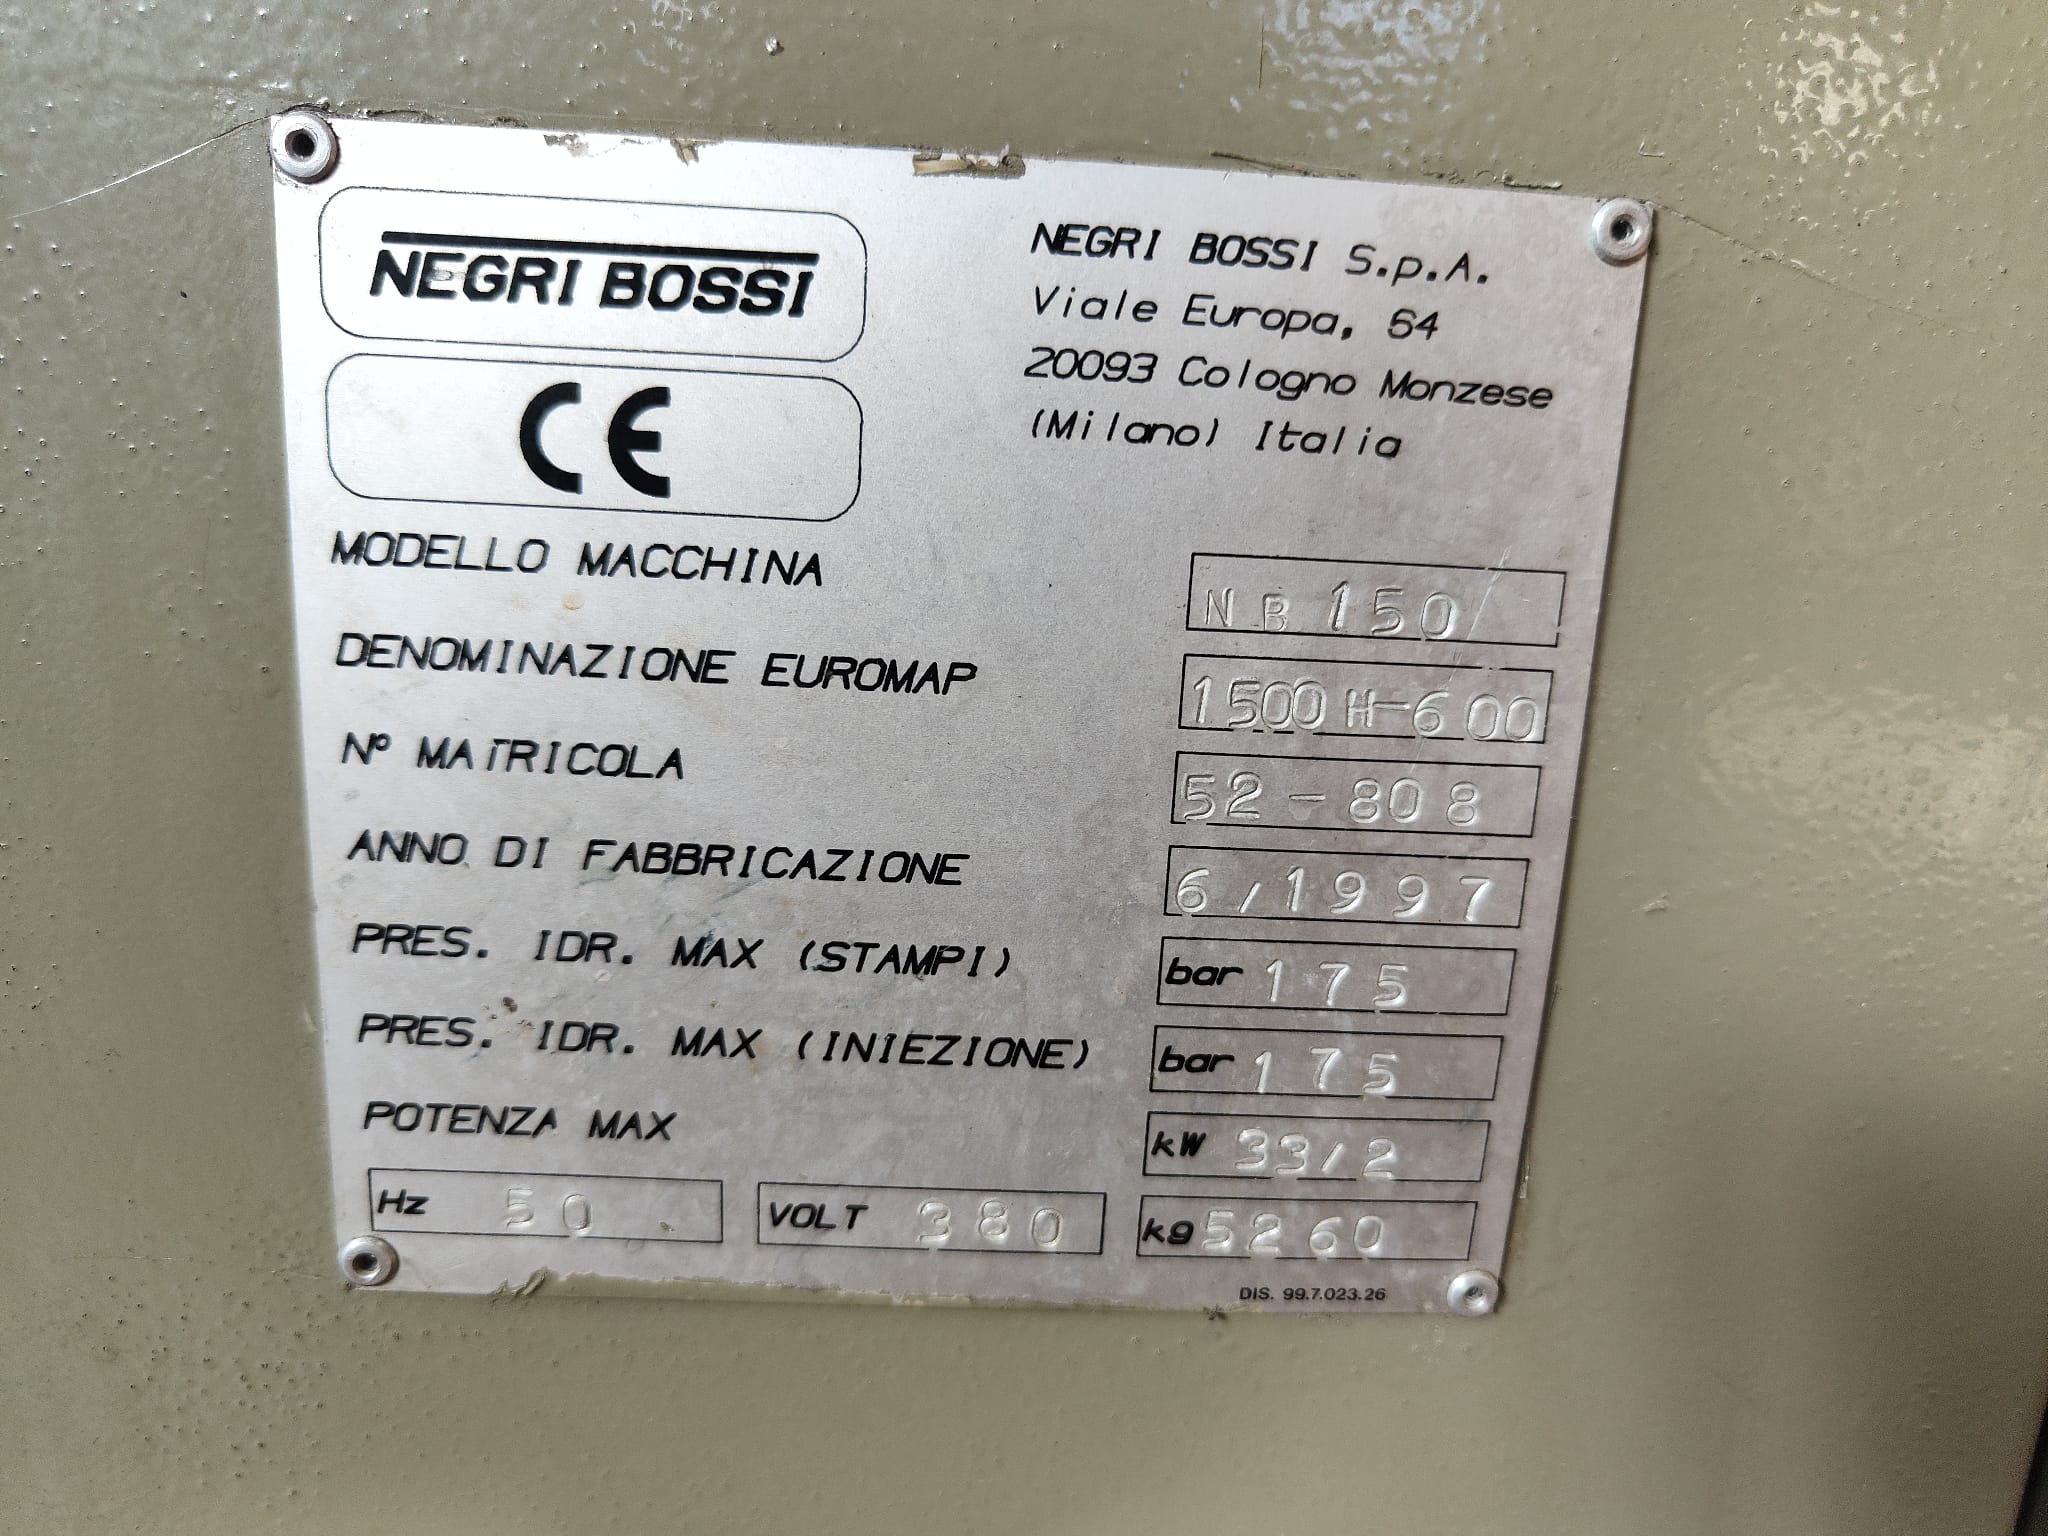 NEGRI BOSSI
CE
NEGRI BOSSI S.p.A.
Viale Europa, 64
20093 Cologno Monzese
(Milano) Italia
MODELLO MACCHINA NB 150
DENOMINAZIONE EUROMAP 1500 H-600
Nº MATRICOLA 52-808
ANNO DI FABBRICAZIONE 6/1997
PRES. IDR. MAX (STAMPI) bar 175
PRES. IDR. MAX (INIEZIONE) bar 175
POTENZA MAX kW 33/2
Hz 50 VOLT 380 kg 5260
DIS. 99.7.023.26